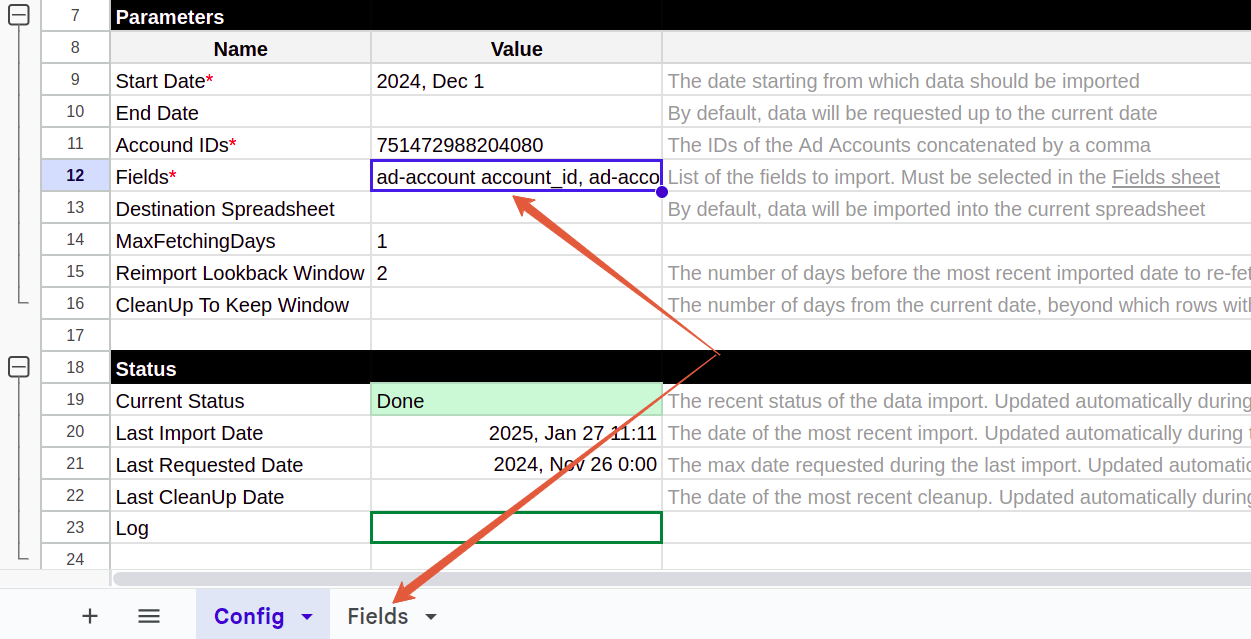 7 Parameters
8 Name Value
9 Start Date* 2024, Dec 1 The date starting from which data should be imported
10 End Date By default, data will be requested up to the current date
11 Accound IDs* 751472988204080 The IDs of the Ad Accounts concatenated by a comma
12 Fields* ad-account account_id, ad-acco List of the fields to import. Must be selected in the Fields sheet
13 Destination Spreadsheet By default, data will be imported into the current spreadsheet
14 MaxFetchingDays 1
15 Reimport Lookback Window 2 The number of days before the most recent imported date to re-fet
16 CleanUp To Keep Window The number of days from the current date, beyond which rows wit
17
18 Status
19 Current Status Done The recent status of the data import. Updated automatically during
20 Last Import Date 2025, Jan 27 11:11 The date of the most recent import. Updated automatically during t
21 Last Requested Date 2024, Nov 26 0:00 The max date requested during the last import. Updated automatic
22 Last CleanUp Date The date of the most recent cleanup. Updated automatically during
23 Log
24
Config Fields